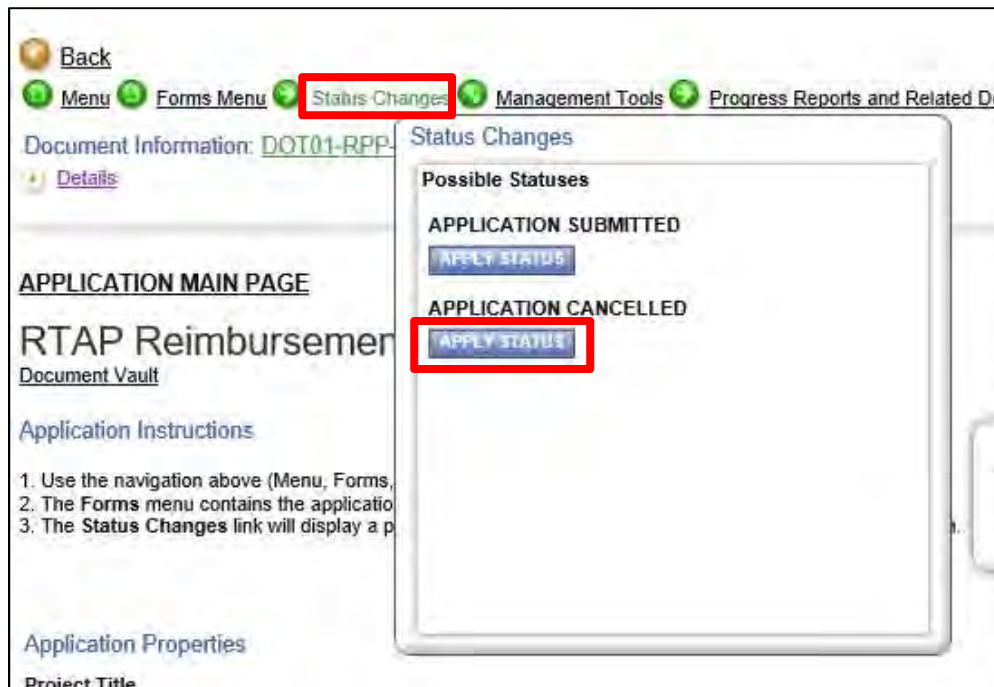 Back
Menu Forms Menu Status Changes Management Tools Progress Reports and Related D
Document Information: DOT01-RPP-
Details
Status Changes
Possible Statuses
APPLICATION SUBMITTED
APPLY STATUS
APPLICATION CANCELLED
APPLY STATUS
APPLICATION MAIN PAGE
RTAP Reimbursemen
Document Vault
Application Instructions
1. Use the navigation above (Menu, Forms,
2. The Forms menu contains the applicatio
3. The Status Changes link will display a p
Application Properties
Project Title